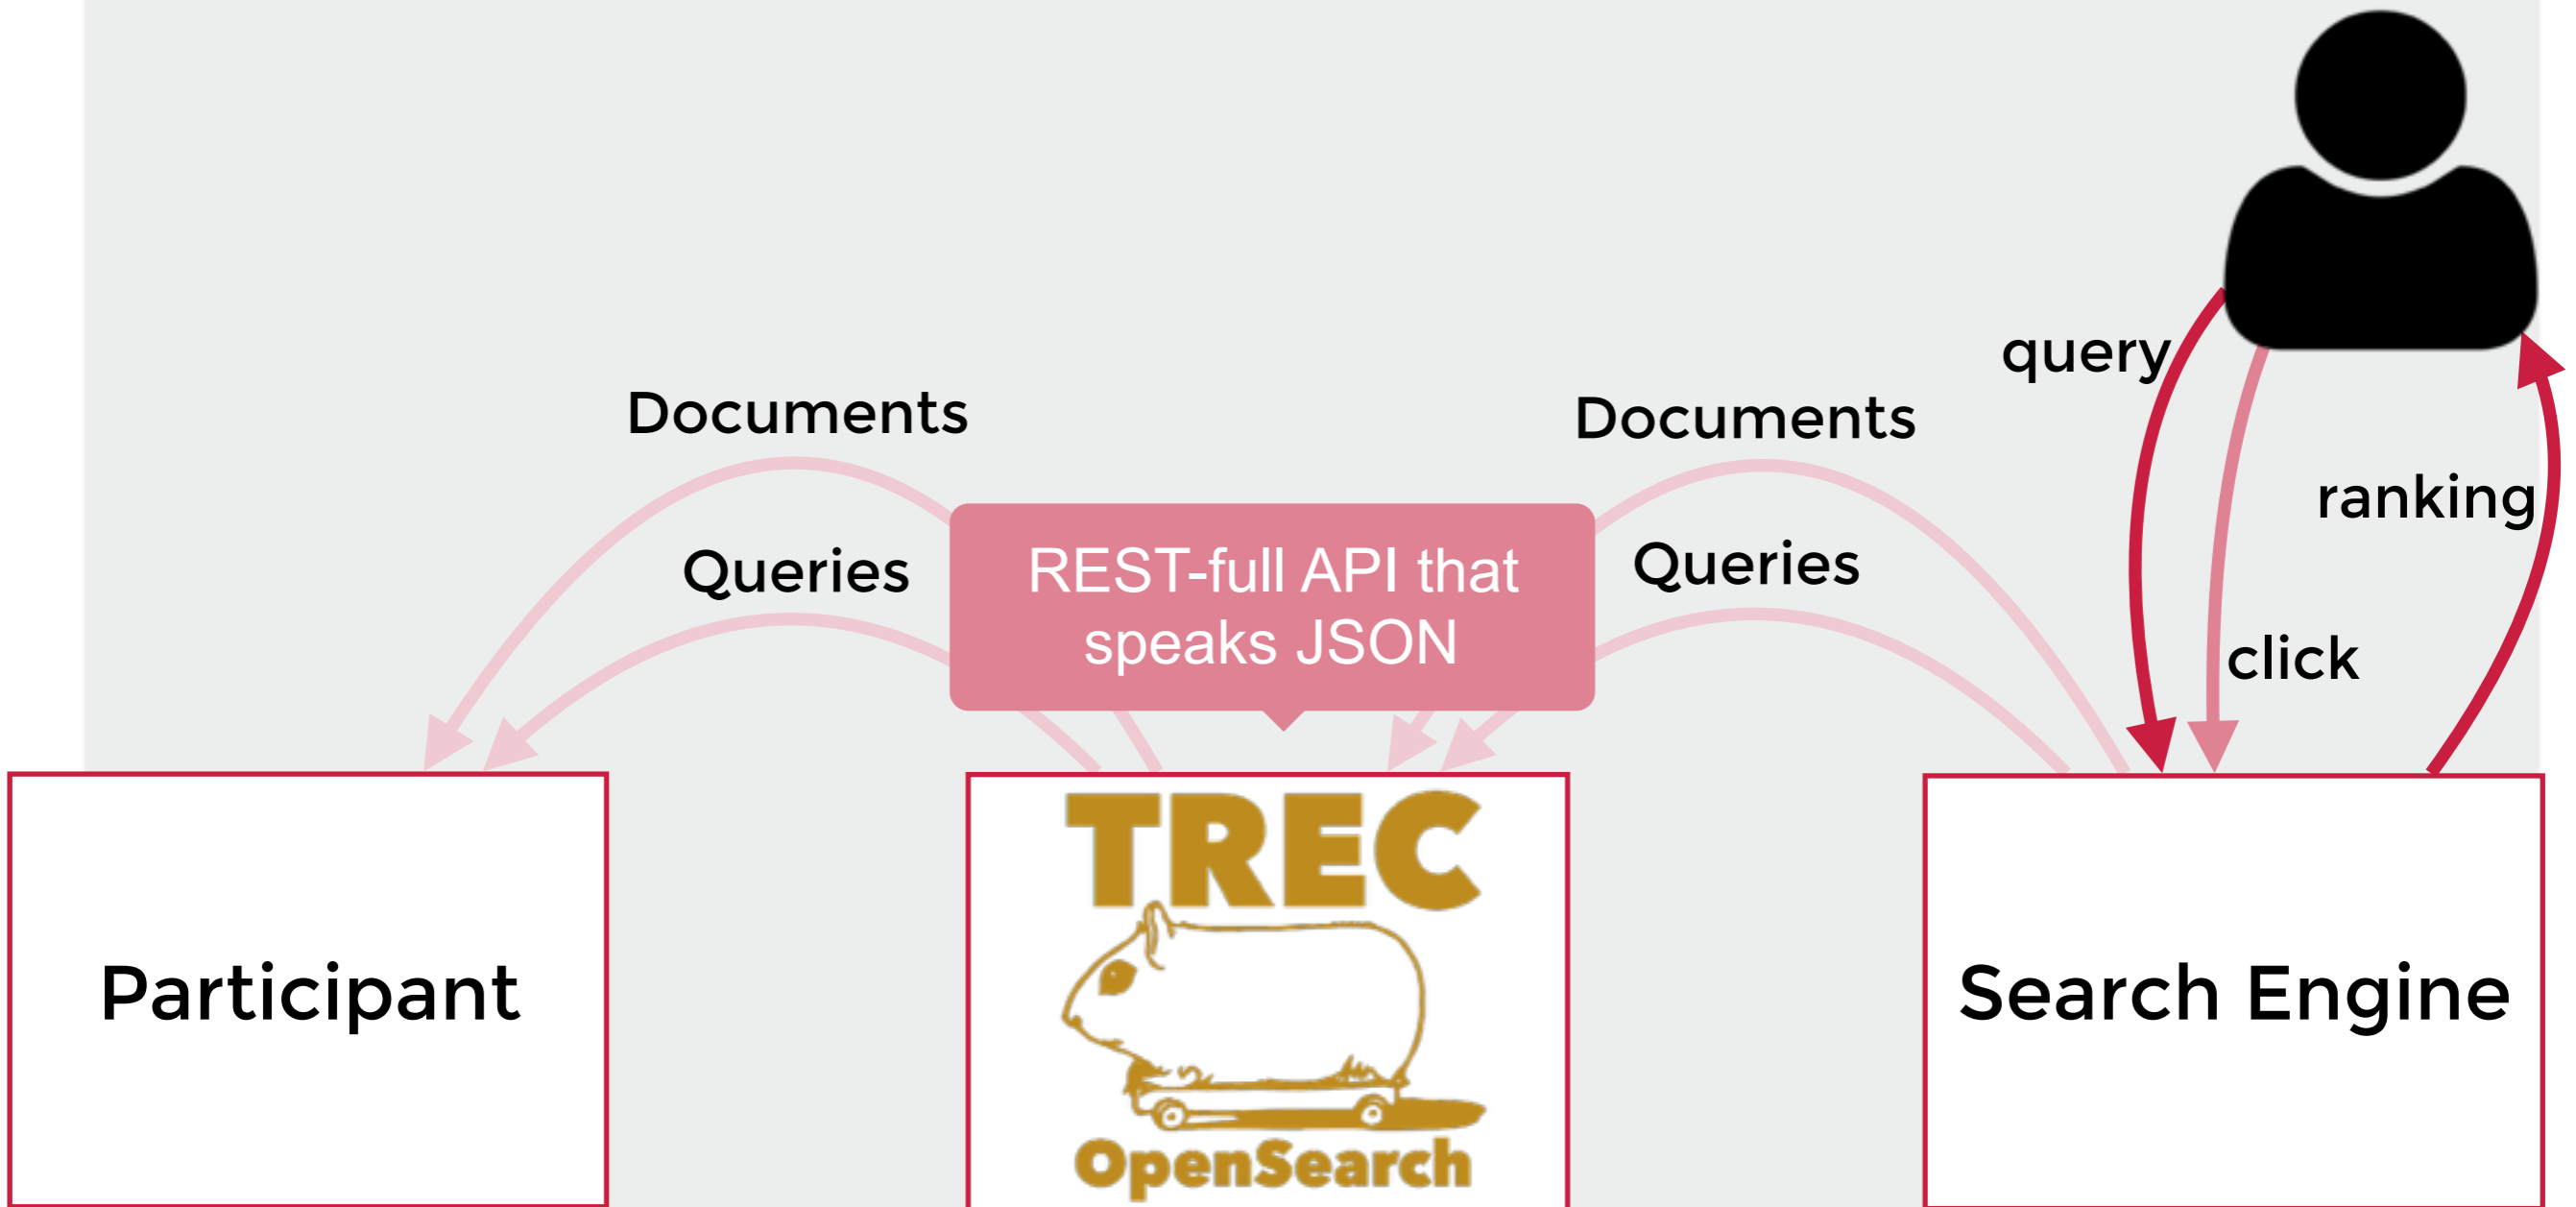 query
Documents
Documents
ranking
Queries
REST-full API that
speaks JSON
Queries
click
TREC
Participant
Search Engine
OpenSearch